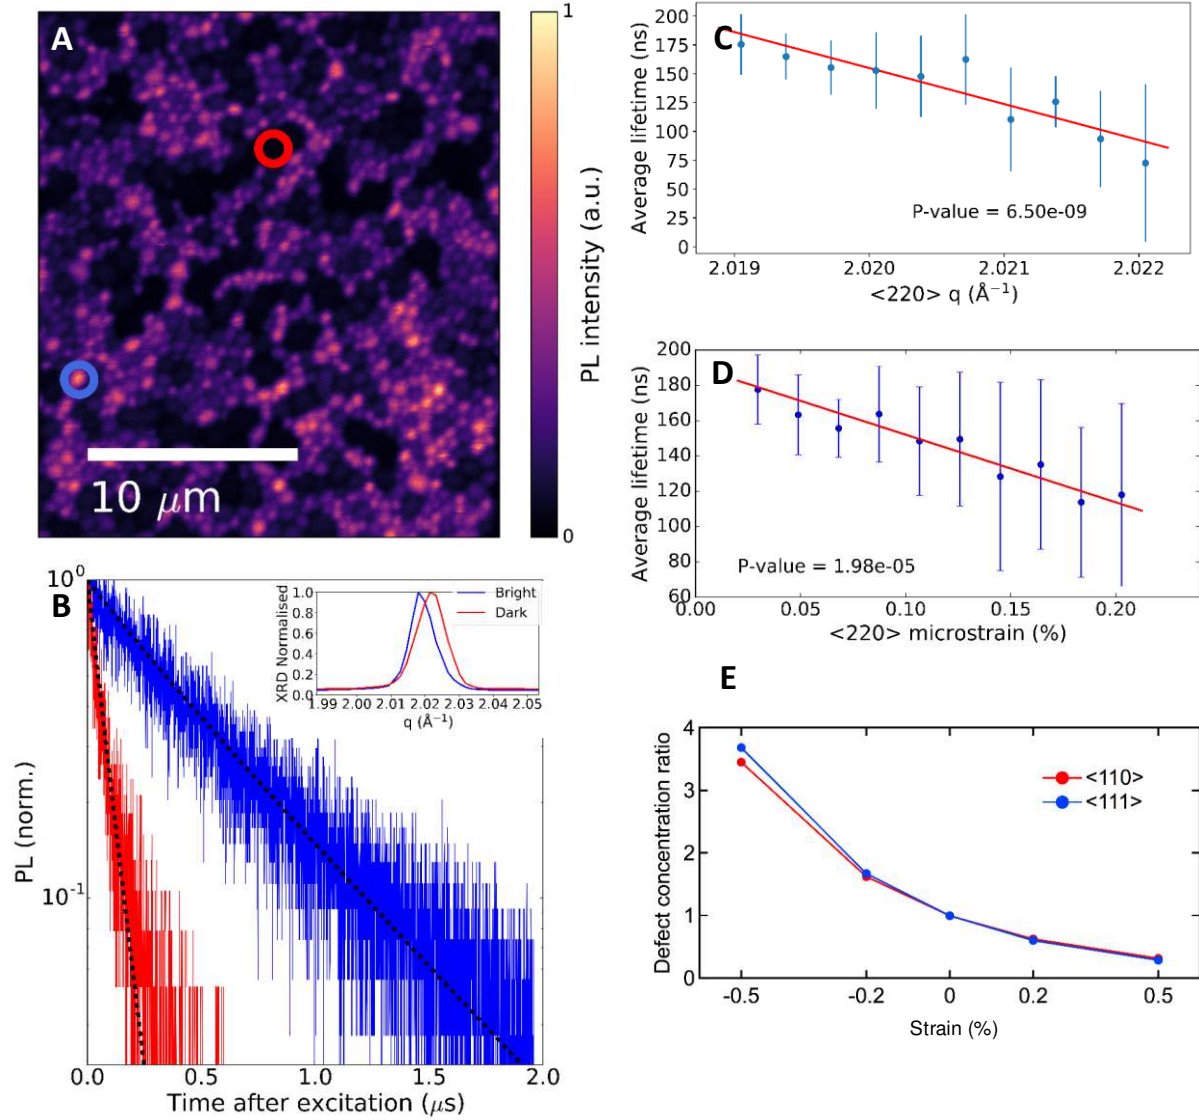 A
1
PL intensity (a.u.)
0
10 μm
B
10⁰
10⁻¹
PL (norm.)
0.0 0.5 1.0 1.5 2.0
Time after excitation (μs)
XRD Normalised
1.0
0.8
0.6
0.4
0.2
0.0
Bright
Dark
1.99 2.00 2.01 2.02 2.03 2.04 2.05
q (Å⁻¹)
C
Average lifetime (ns)
200
175
150
125
100
75
50
25
0
P-value = 6.50e-09
2.019 2.020 2.021 2.022
<220> q (Å⁻¹)
D
Average lifetime (ns)
200
180
160
140
120
100
80
60
P-value = 1.98e-05
0.00 0.05 0.10 0.15 0.20
<220> microstrain (%)
E
Defect concentration ratio
4
3
2
1
0
<110>
<111>
-0.5 -0.2 0 0.2 0.5
Strain (%)